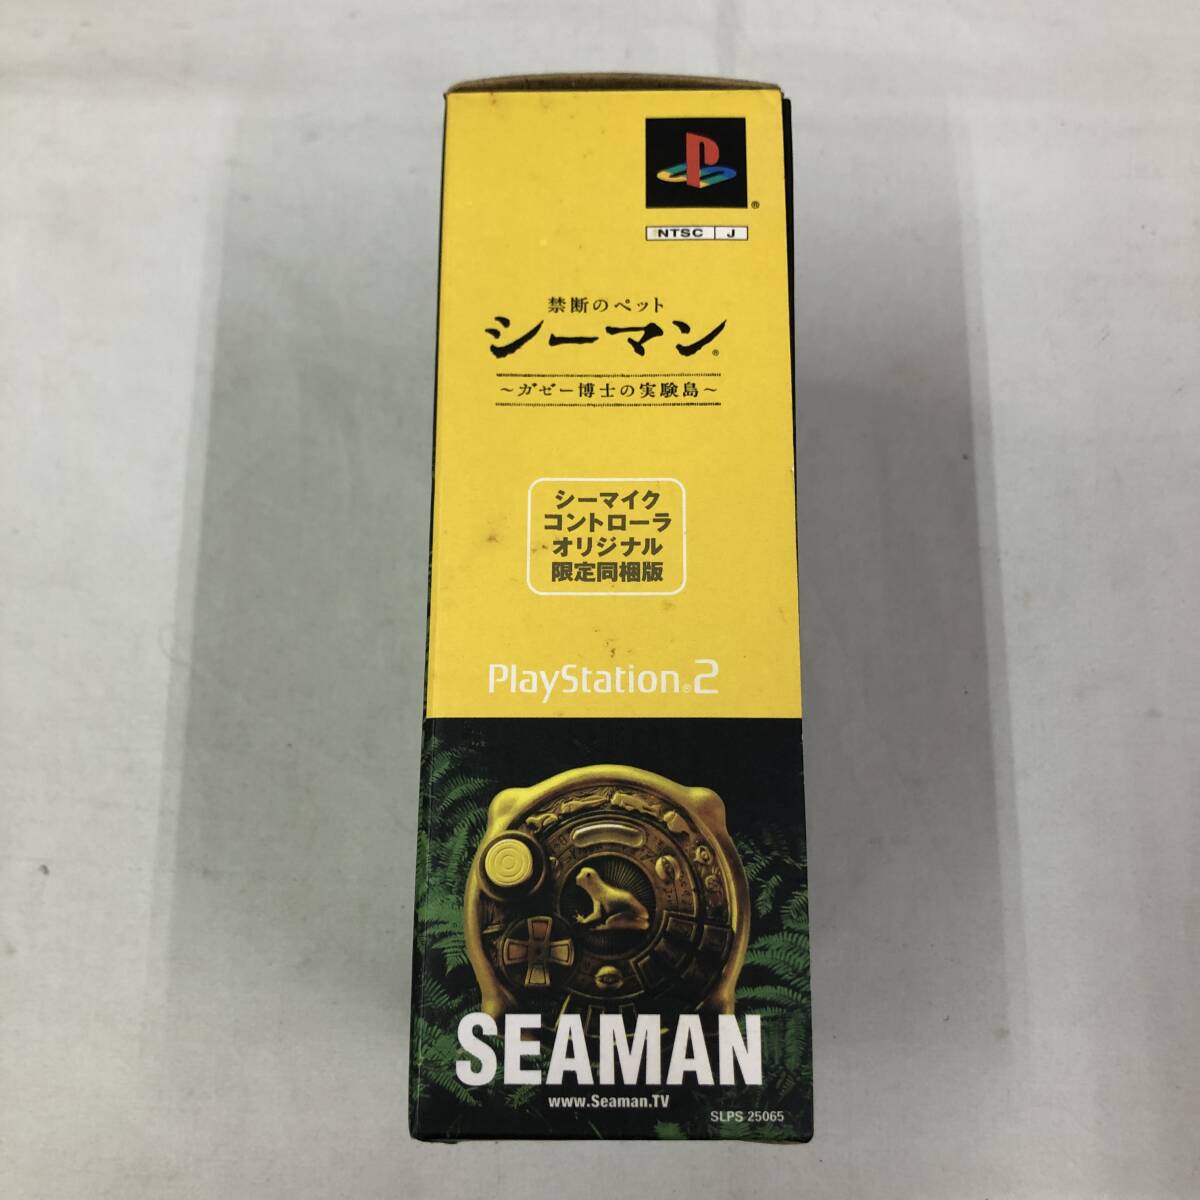 ®
NTSC J
禁断のペット
シーマン®
～ガゼー博士の実験島～
シーマイク
コントローラ
オリジナル
限定同梱版
PlayStation®2
SEAMAN
www.Seaman.TV
SLPS 25065